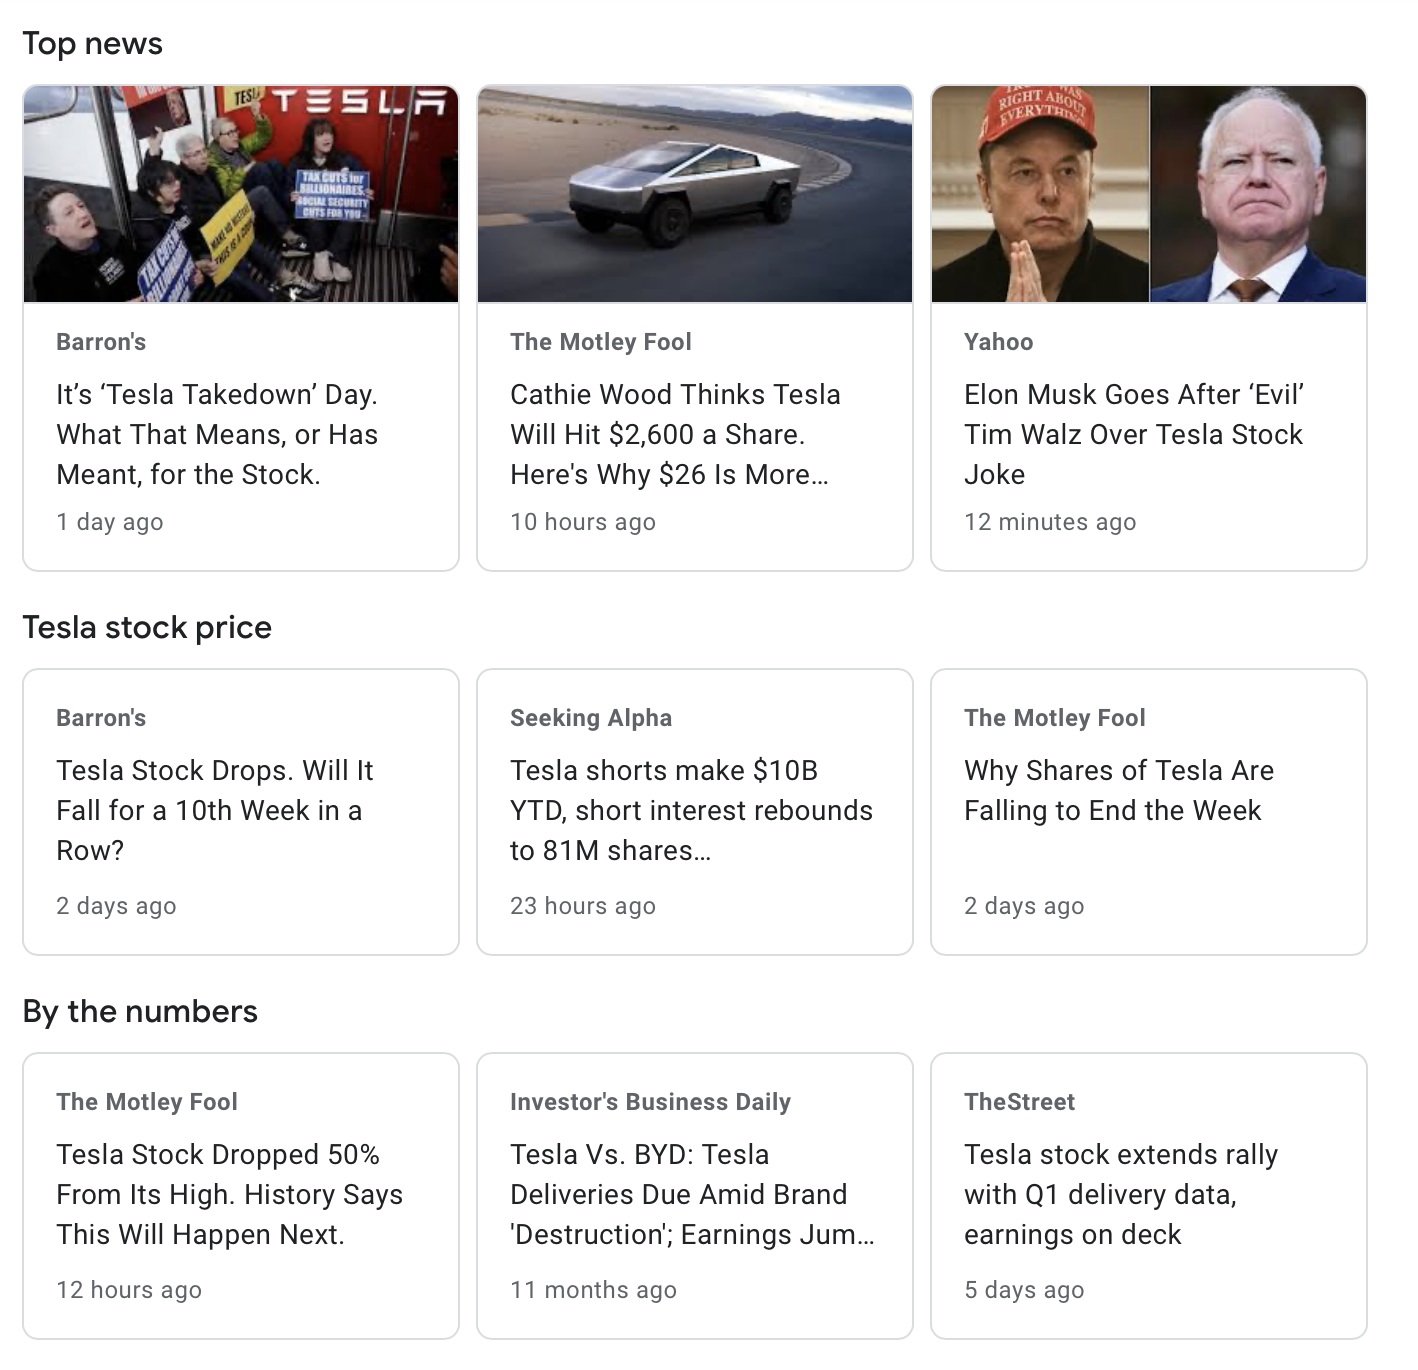 Top news
TESLA
TESL
TAX CUTS for
BILLIONAIRES,
SOCIAL SECURITY
CUTS FOR YOU
TAX CUTS for
THIS IS A COUP
WAS
RIGHT ABOUT
EVERYTHING
Barron's
It’s ‘Tesla Takedown’ Day.
What That Means, or Has
Meant, for the Stock.
1 day ago
The Motley Fool
Cathie Wood Thinks Tesla
Will Hit $2,600 a Share.
Here's Why $26 Is More...
10 hours ago
Yahoo
Elon Musk Goes After ‘Evil’
Tim Walz Over Tesla Stock
Joke
12 minutes ago
Tesla stock price
Barron's
Tesla Stock Drops. Will It
Fall for a 10th Week in a
Row?
2 days ago
Seeking Alpha
Tesla shorts make $10B
YTD, short interest rebounds
to 81M shares...
23 hours ago
The Motley Fool
Why Shares of Tesla Are
Falling to End the Week
2 days ago
By the numbers
The Motley Fool
Tesla Stock Dropped 50%
From Its High. History Says
This Will Happen Next.
12 hours ago
Investor's Business Daily
Tesla Vs. BYD: Tesla
Deliveries Due Amid Brand
'Destruction'; Earnings Jum...
11 months ago
TheStreet
Tesla stock extends rally
with Q1 delivery data,
earnings on deck
5 days ago